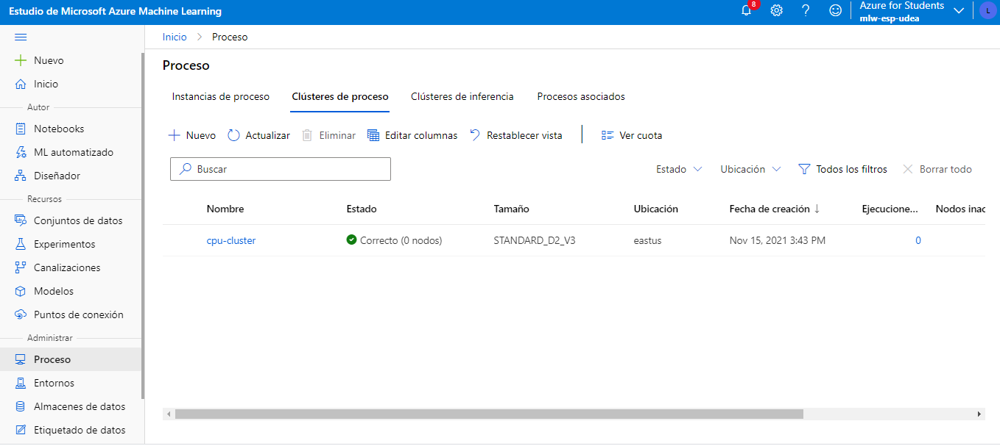 Estudio de Microsoft Azure Machine Learning
8
Azure for Students
mlw-esp-udea
L
Nuevo
Inicio
Autor
Notebooks
ML automatizado
Diseñador
Recursos
Conjuntos de datos
Experimentos
Canalizaciones
Modelos
Puntos de conexión
Administrar
Proceso
Entornos
Almacenes de datos
Etiquetado de datos
Inicio > Proceso
Proceso
Instancias de proceso Clústeres de proceso Clústeres de inferencia Procesos asociados
Nuevo Actualizar Eliminar Editar columnas Restablecer vista Ver cuota
Buscar Estado Ubicación Todos los filtros Borrar todo
Nombre Estado Tamaño Ubicación Fecha de creación ↓ Ejecucione... Nodos inac
cpu-cluster Correcto (0 nodos) STANDARD_D2_V3 eastus Nov 15, 2021 3:43 PM 0